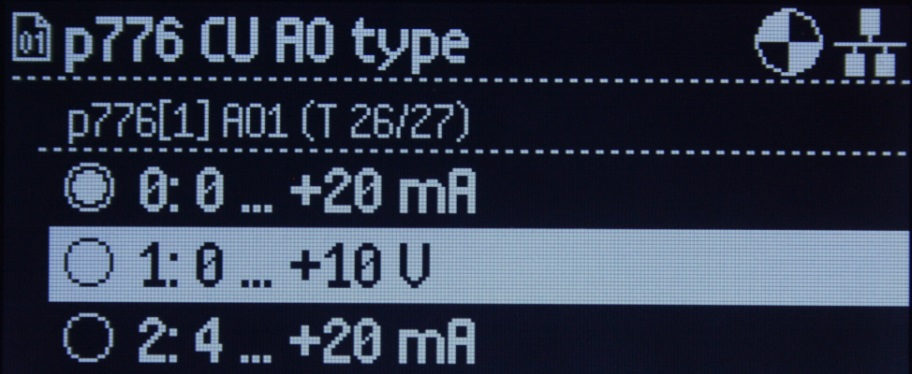 01 p776 CU AO type
p776[1] AO1 (T 26/27)
0: 0 ... +20 mA
1: 0 ... +10 V
2: 4 ... +20 mA